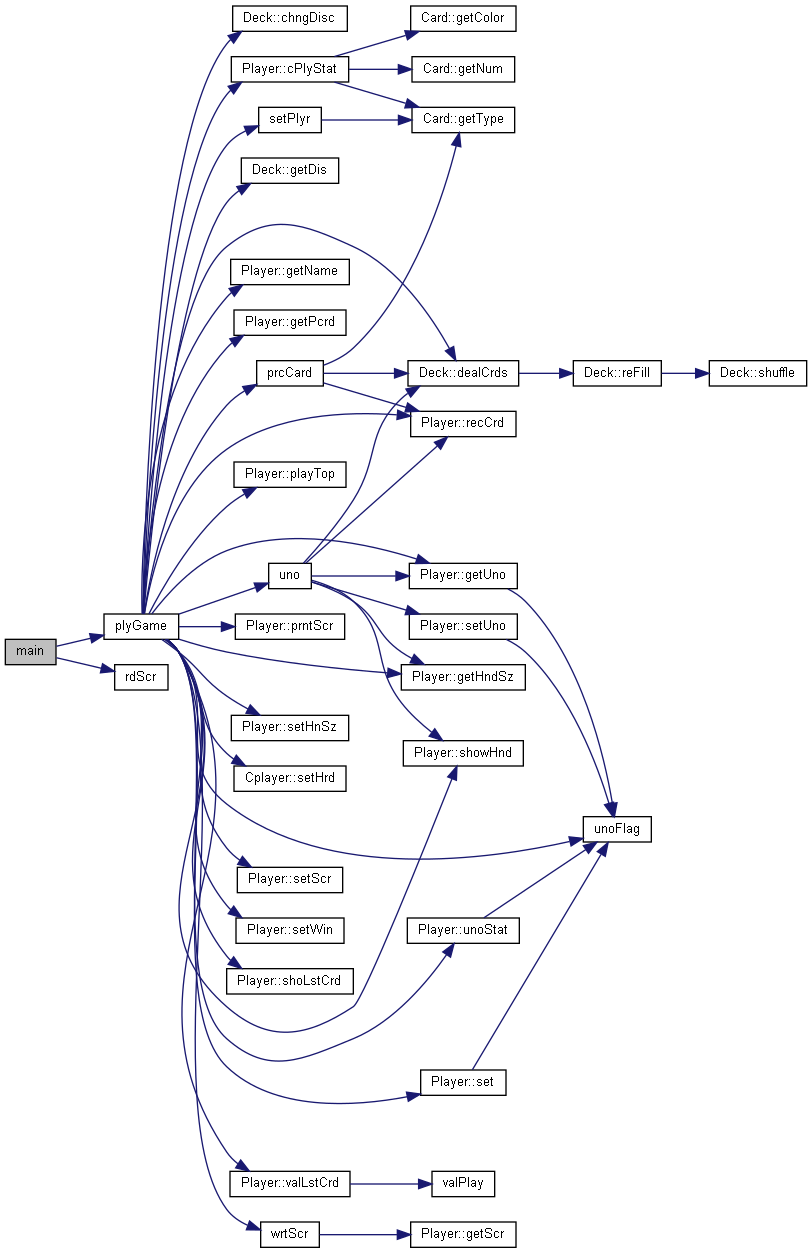 Deck::chngDisc
Card::getColor
Player::cPlyStat
Card::getNum
setPlyr
Card::getType
Deck::getDis
Player::getName
Player::getPcrd
prcCard
Deck::dealCrds
Deck::reFill
Deck::shuffle
Player::recCrd
Player::playTop
uno
Player::getUno
plyGame
Player::prntScr
Player::setUno
main
rdScr
Player::getHndSz
Player::setHnSz
Player::showHnd
Cplayer::setHrd
unoFlag
Player::setScr
Player::setWin
Player::unoStat
Player::shoLstCrd
Player::set
Player::valLstCrd
valPlay
wrtScr
Player::getScr